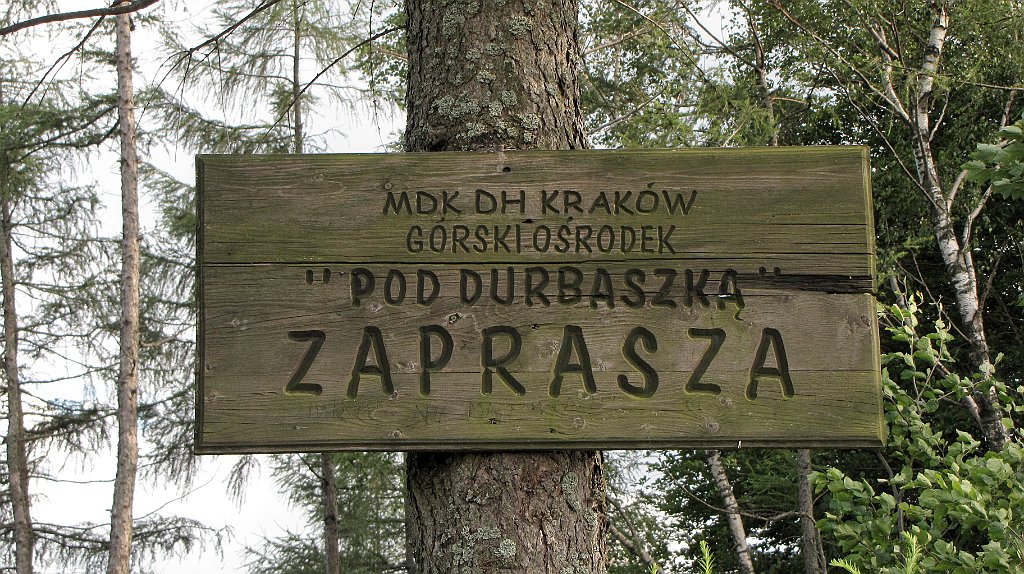 MDK DH KRAKÓW
GÓRSKI OŚRODEK
"POD DURBASZKĄ"
ZAPRASZA